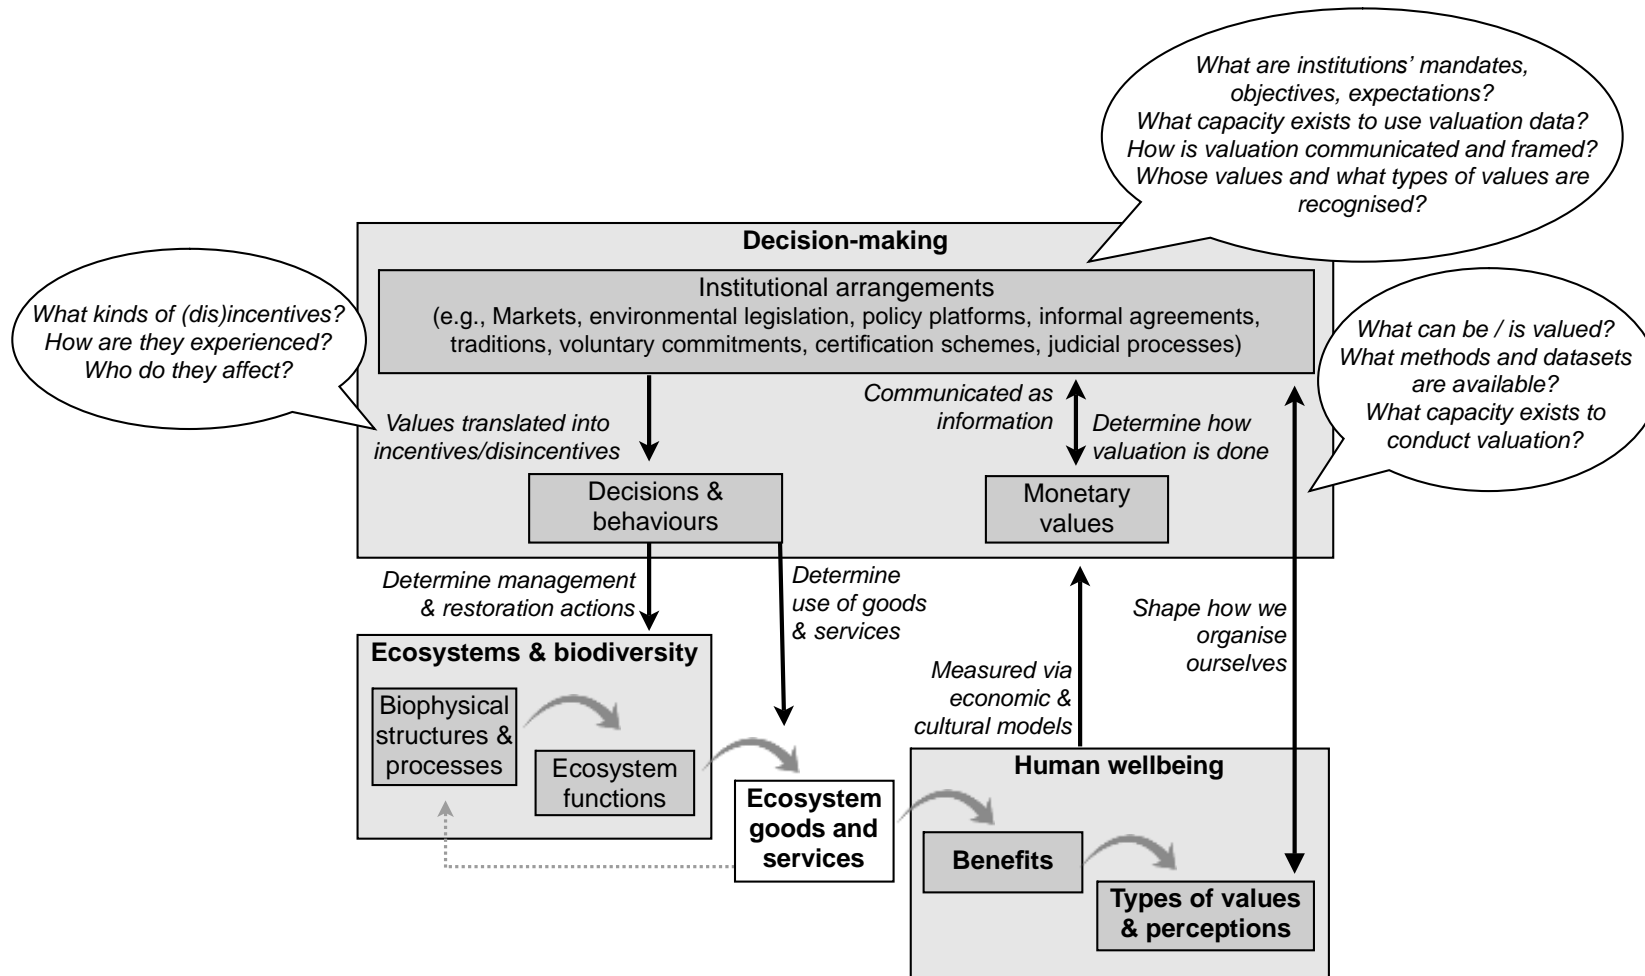 What are institutions’ mandates,
objectives, expectations?
What capacity exists to use valuation data?
How is valuation communicated and framed?
Whose values and what types of values are
recognised?
Decision-making
Institutional arrangements
(e.g., Markets, environmental legislation, policy platforms, informal agreements,
traditions, voluntary commitments, certification schemes, judicial processes)
What kinds of (dis)incentives?
How are they experienced?
Who do they affect?
What can be / is valued?
What methods and datasets
are available?
What capacity exists to
conduct valuation?
Values translated into
incentives/disincentives
Communicated as
information
Determine how
valuation is done
Decisions &
behaviours
Monetary
values
Determine management
& restoration actions
Determine
use of goods
& services
Shape how we
organise
ourselves
Measured via
economic &
cultural models
Ecosystems & biodiversity
Biophysical
structures &
processes
Ecosystem
functions
Ecosystem
goods and
services
Human wellbeing
Benefits
Types of values
& perceptions